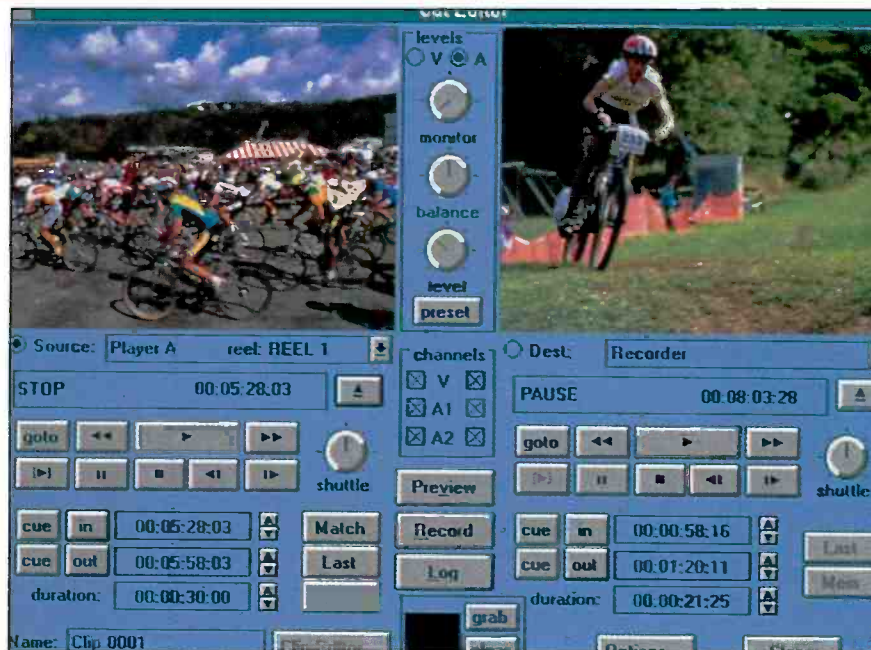 Cut Editor
levels
V A
monitor
balance
level
preset
Source: Player A reel: REEL 1
STOP 00:05:28.03
goto
shuttle
cue in 00:05:28:03
cue out 00:05:58:03
duration: 00:00:30:00
Match
Last
Name: Clip 0001
channels
V
A1
A2
Preview
Record
Log
grab
Dest: Recorder
PAUSE 00:08:03:28
goto
shuttle
cue in 00:00:58:16
cue out 00:01:20:11
duration: 00:00:21:25
Last
Options